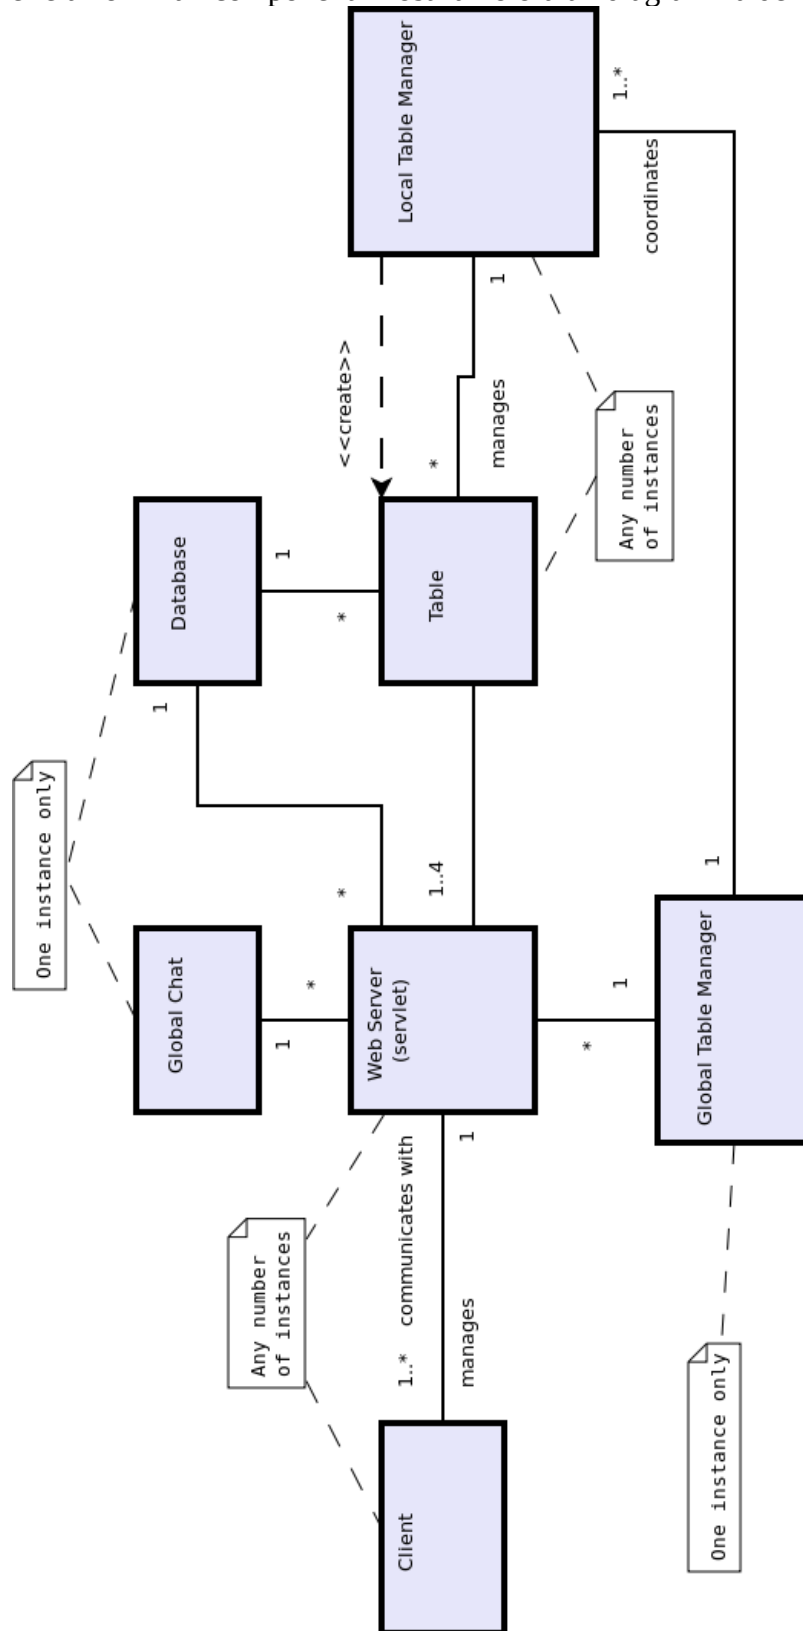 One instance only
1
Global Chat
Database
Any number
of instances
1
1
*
*
*
<<create>>
Web Server
(servlet)
Client
1..*
communicates with
Local Table Manager
1..4
Table
*
manages
1
manages
1
*
1
1..*
Any number
of instances
coordinates
Global Table Manager
1
One instance only